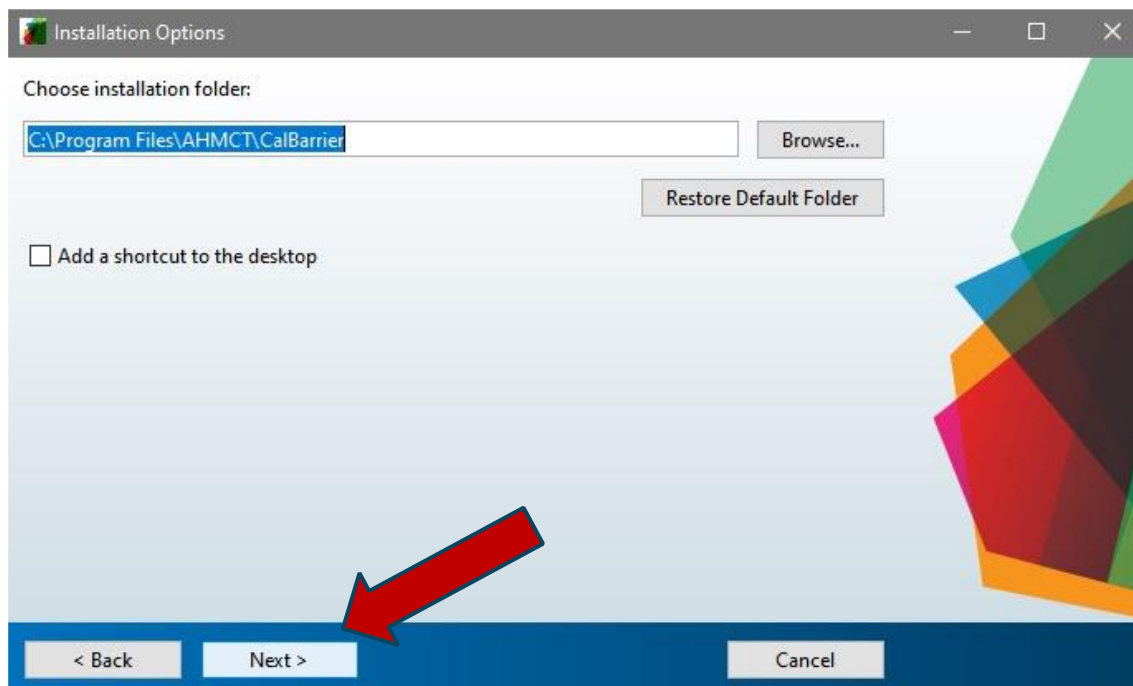 Installation Options
Choose installation folder:
C:\Program Files\AHMCT\CalBarrier
Browse...
Restore Default Folder
Add a shortcut to the desktop
< Back
Next >
Cancel